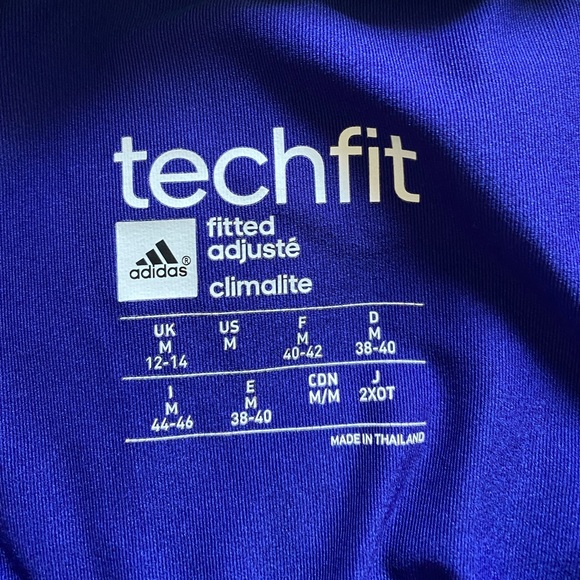 techfit
adidas®
fitted
adjusté
climalite
UK US F D
M M M M
12-14 40-42 38-40
I E CDN J
M M M/M 2XOT
44-46 38-40
MADE IN THAILAND